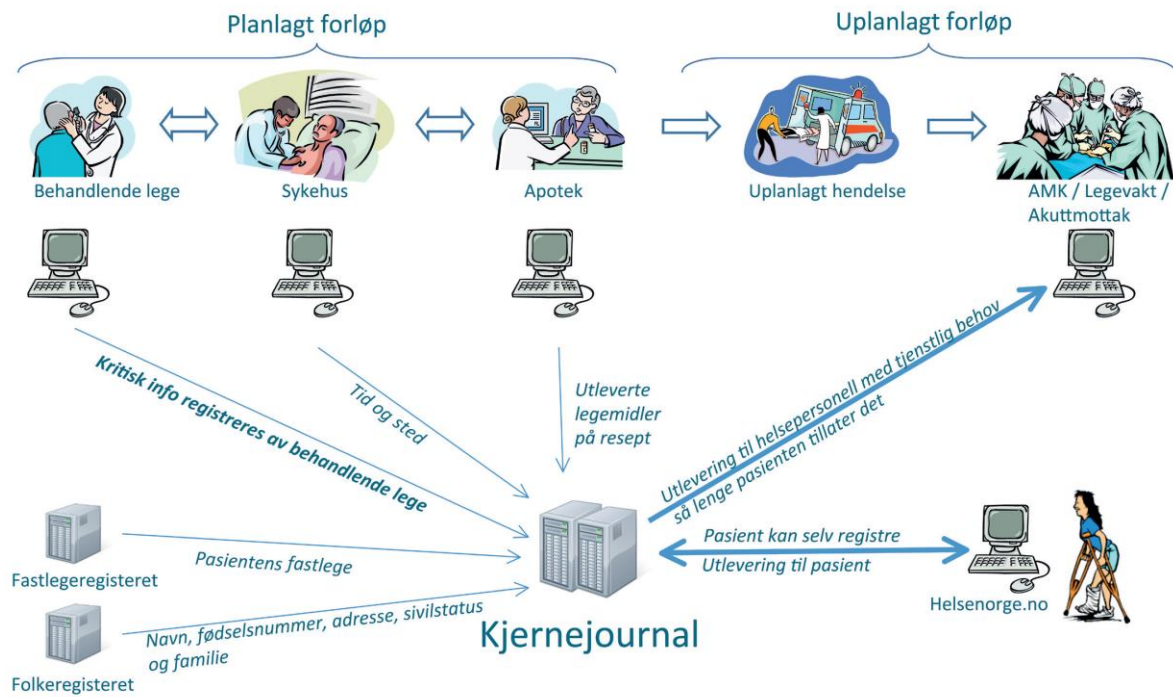 Planlagt forløp
Uplanlagt forløp
Behandlende lege
Sykehus
Apotek
Uplanlagt hendelse
AMK / Legevakt /
Akuttmottak
Kritisk info registreres av behandlende lege
Tid og sted
Utleverte
legemidler
på resept
Utlevering til helsepersonell med tjenstlig behov
så lenge pasienten tillater det
Pasientens fastlege
Fastlegeregisteret
Pasient kan selv registre
Utlevering til pasient
Helsenorge.no
Navn, fødselsnummer, adresse, sivilstatus
og familie
Kjernejournal
Folkeregisteret